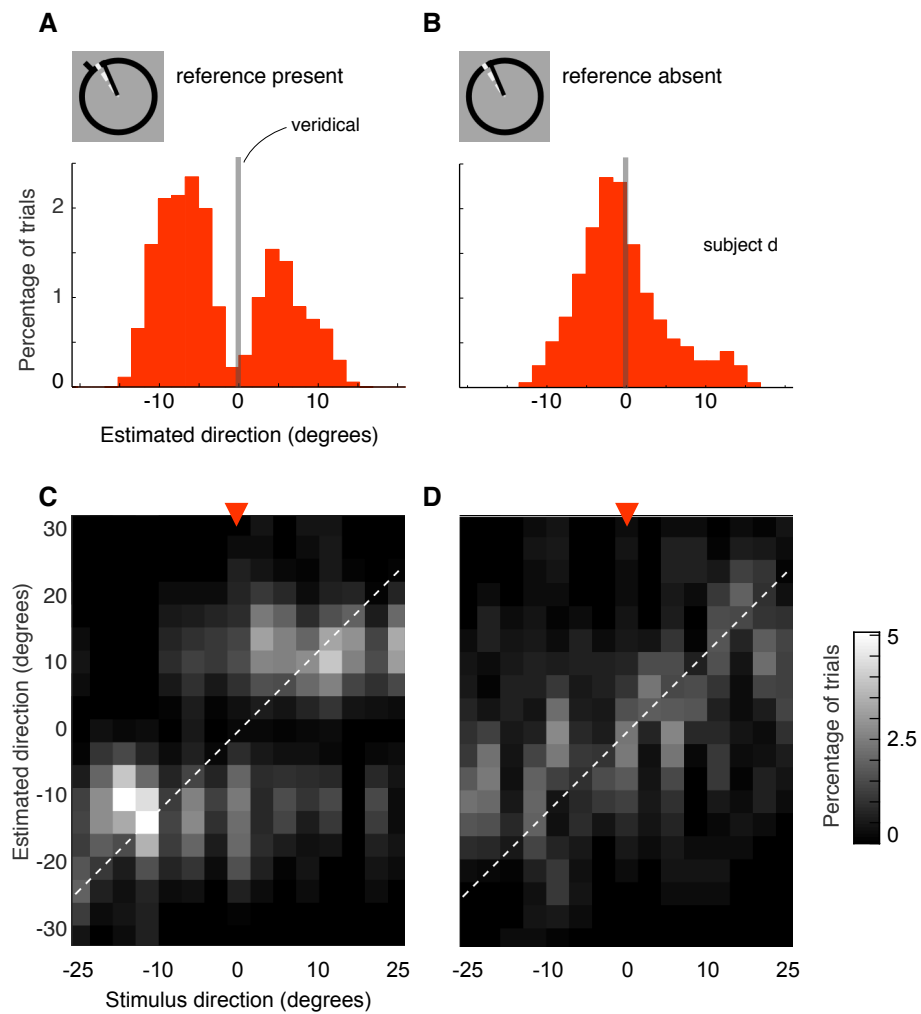 A
B
reference present
reference absent
veridical
Percentage of trials
2
1
0
subject d
-10
0
10
-10
0
10
Estimated direction (degrees)
C
D
Estimated direction (degrees)
30
20
10
0
-10
-20
-30
Percentage of trials
5
2.5
0
-25
-10
0
10
25
-25
-10
0
10
25
Stimulus direction (degrees)